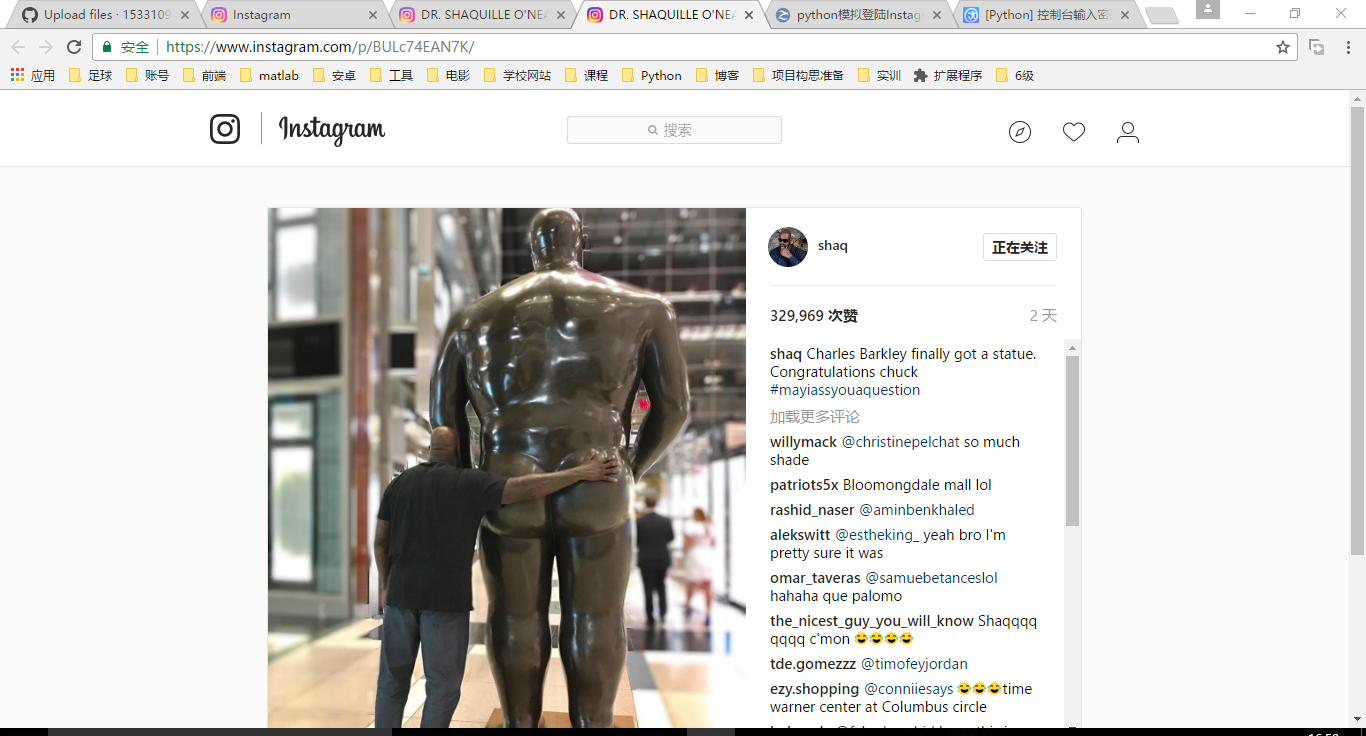 Upload files · 1533109
Instagram
DR. SHAQUILLE O'NEA
DR. SHAQUILLE O'NEA
python模拟登陆Instag
[Python] 控制台输入密
安全
https://www.instagram.com/p/BULc74EAN7K/
应用 足球 账号 前端 matlab 安卓 工具 电影 学校网站 课程 Python 博客 项目构思准备 实训 扩展程序 6级
Instagram
搜索
shaq
正在关注
329,969 次赞
2 天
shaq Charles Barkley finally got a statue.
Congratulations chuck
#mayiassyouaquestion
加载更多评论
willymack @christinepelchat so much
shade
patriots5x Bloomongdale mall lol
rashid_naser @aminbenkhaled
alekswitt @estheking_ yeah bro I'm
pretty sure it was
omar_taveras @samuebetanceslol
hahaha que palomo
the_nicest_guy_you_will_know Shaqqqq
qqqq c'mon 😂😂😂😂
tde.gomezzz @timofeyjordan
ezy.shopping @conniiesays 😂😂😂time
warner center at Columbus circle